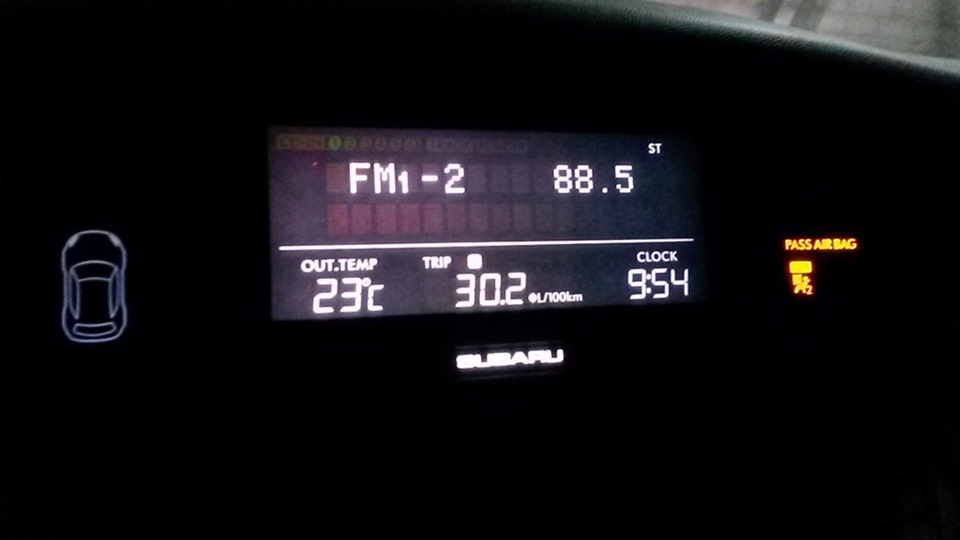 ST
FM1-2 88.5
OUT.TEMP TRIP CLOCK
23°C 30.2 ΦL/100km 9:54
PASS AIR BAG
SUBARU